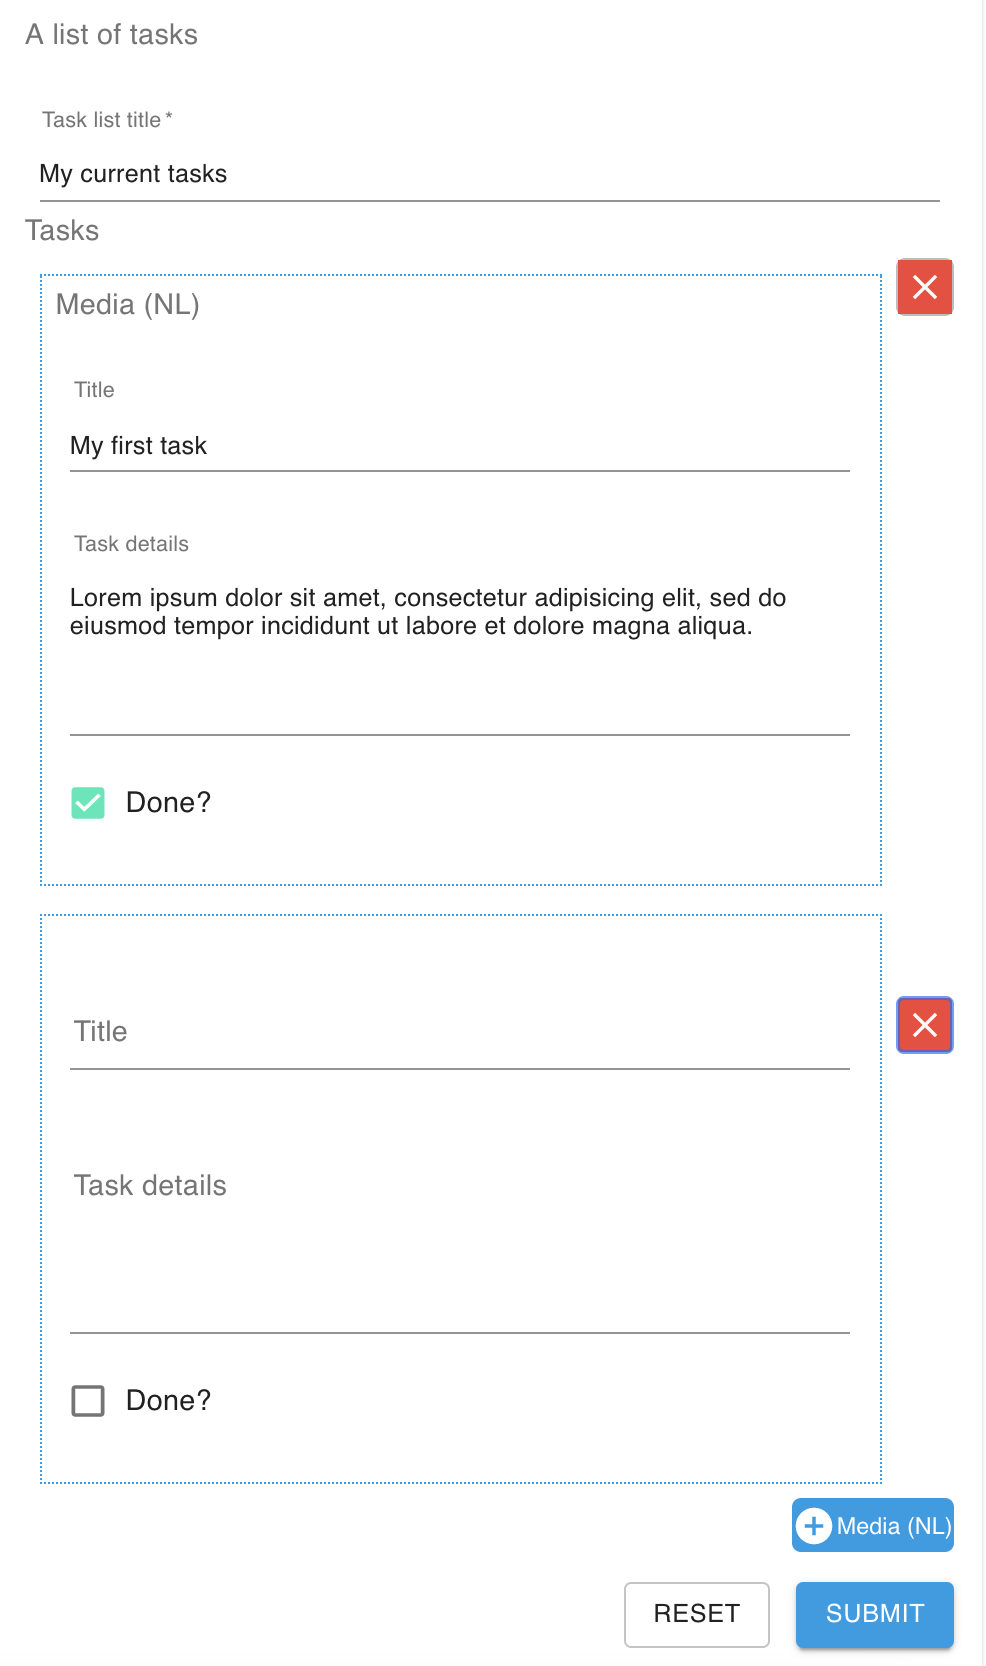 A list of tasks
Task list title *
My current tasks
Tasks
Media (NL)
Title
My first task
Task details
Lorem ipsum dolor sit amet, consectetur adipisicing elit, sed do
eiusmod tempor incididunt ut labore et dolore magna aliqua.
Done?
Title
Task details
Done?
Media (NL)
RESET
SUBMIT